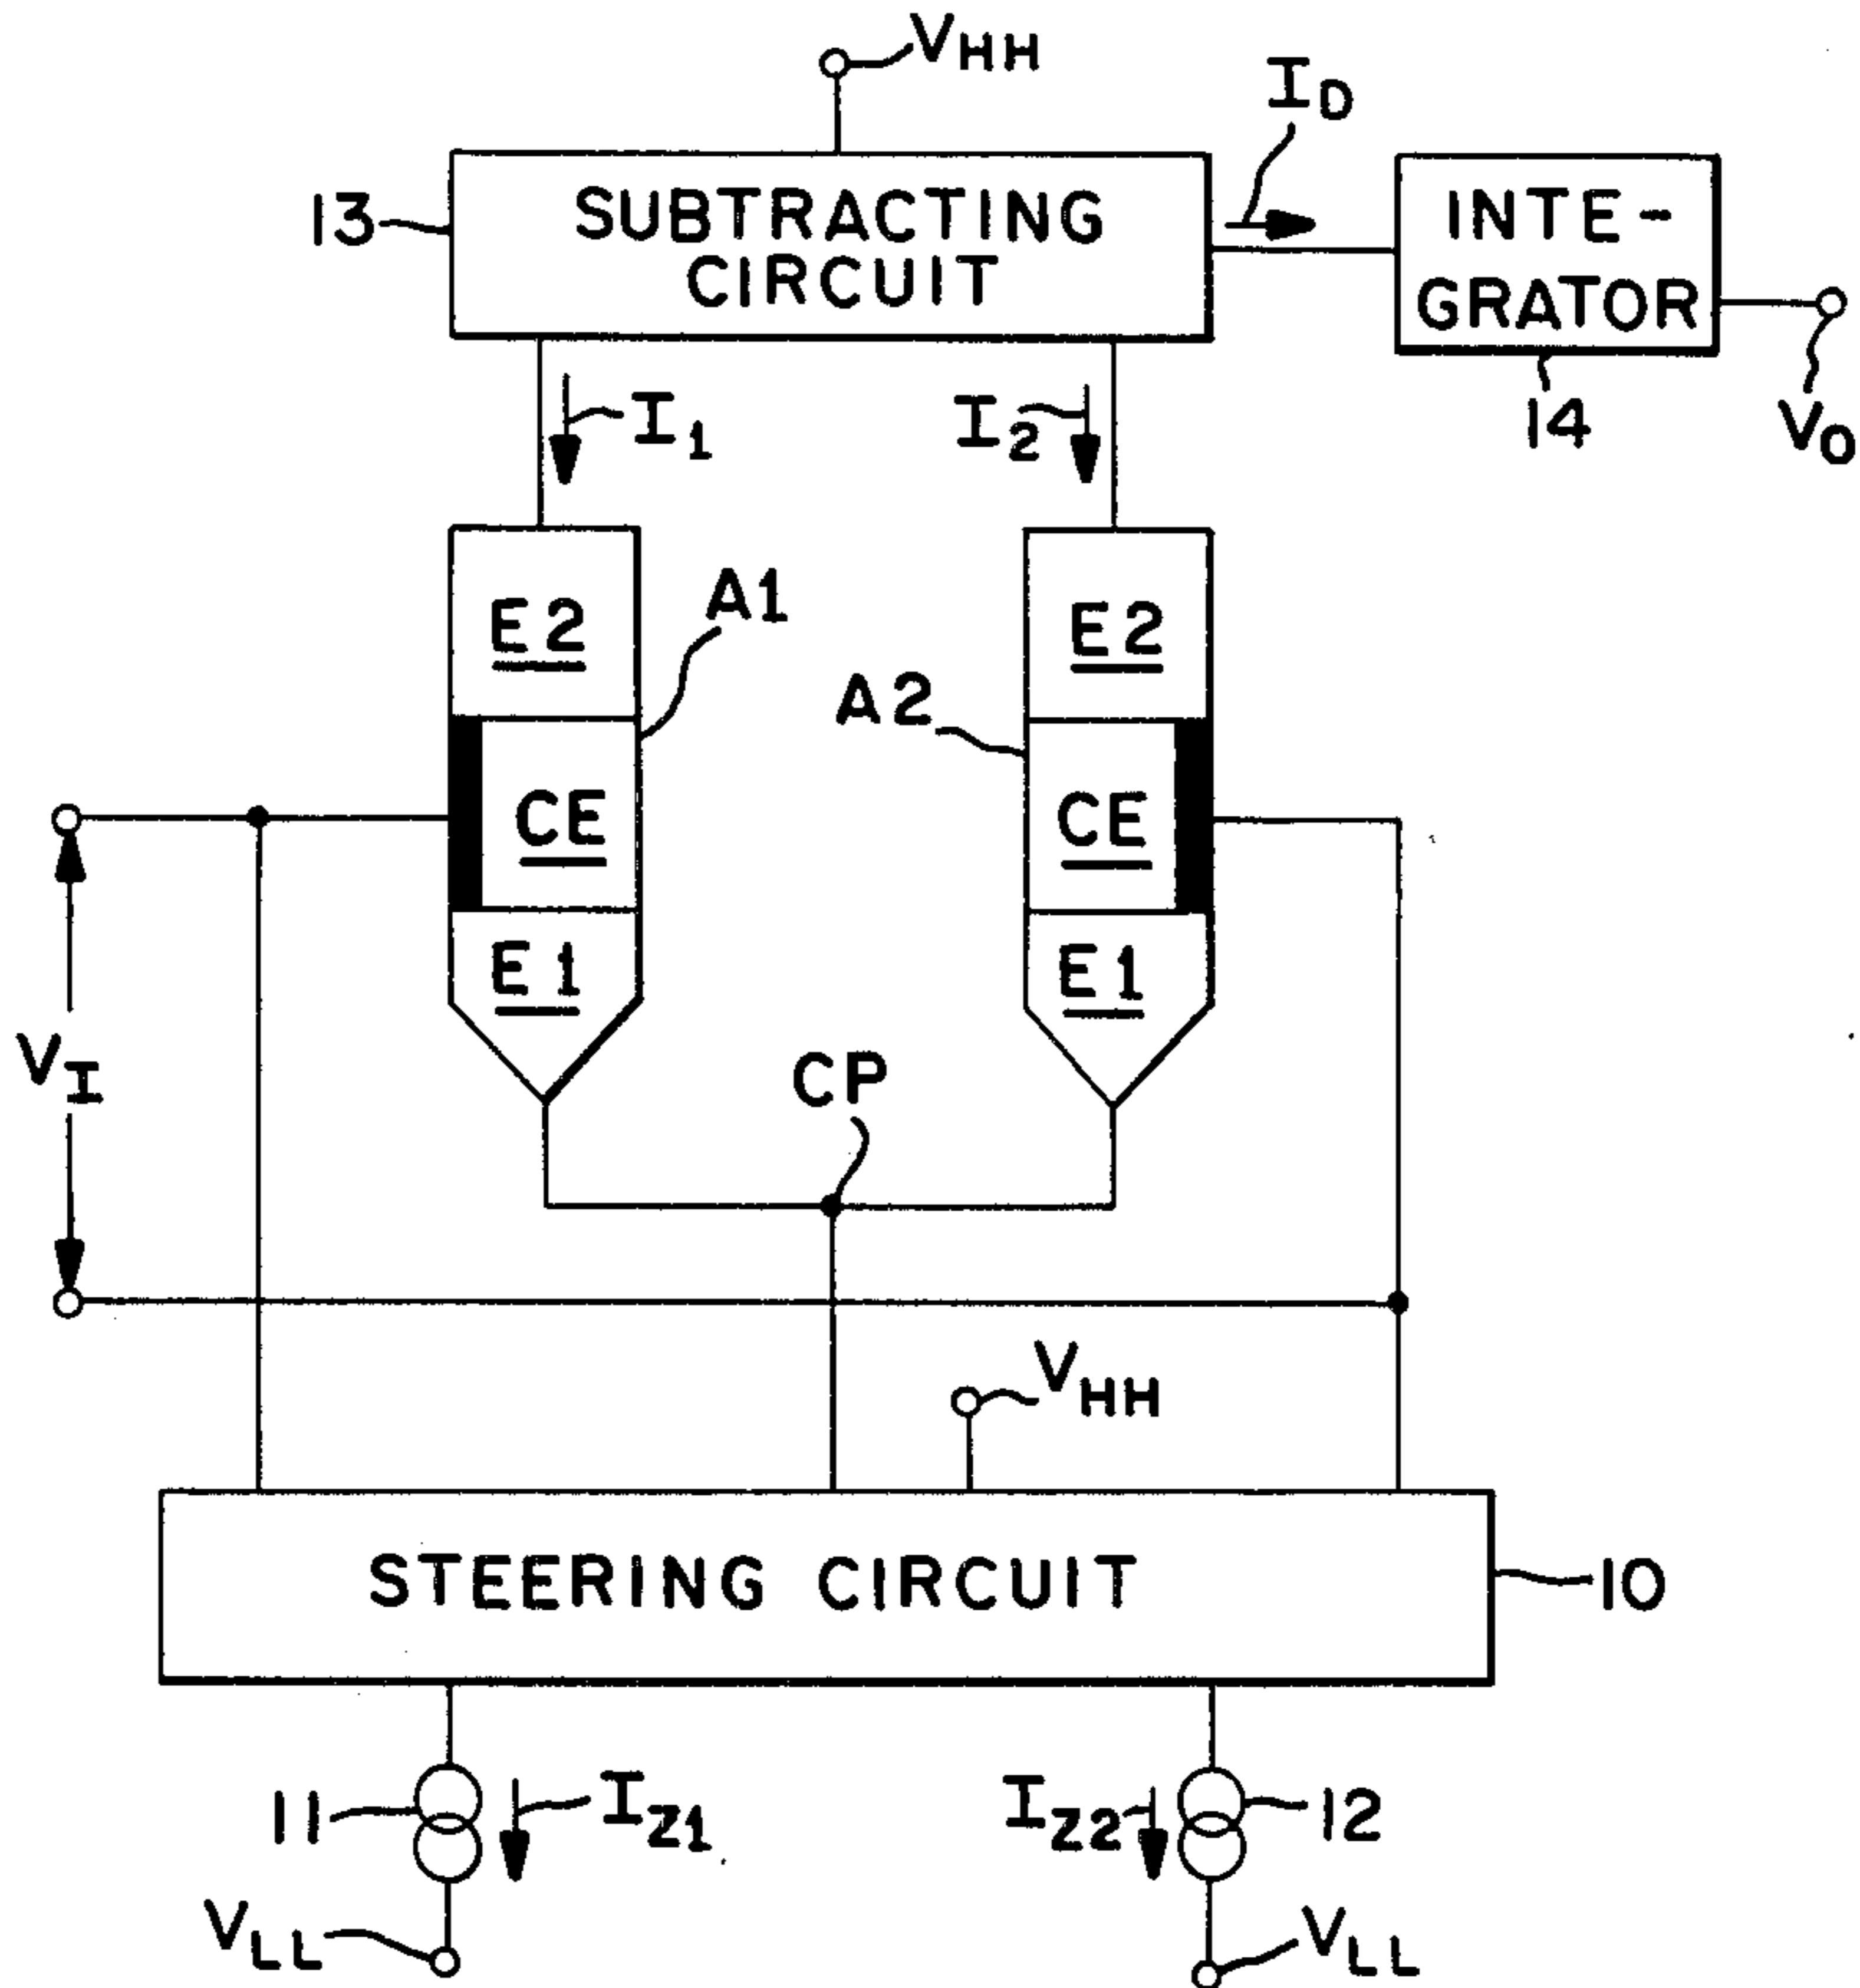 VHH
ID
13
SUBTRACTING
CIRCUIT
INTE-
GRATOR
14
VO
I1
I2
E2
A1
E2
A2
CE
CE
E1
E1
VI
CP
VHH
STEERING CIRCUIT
10
11
IZ1
IZ2
12
VLL
VLL